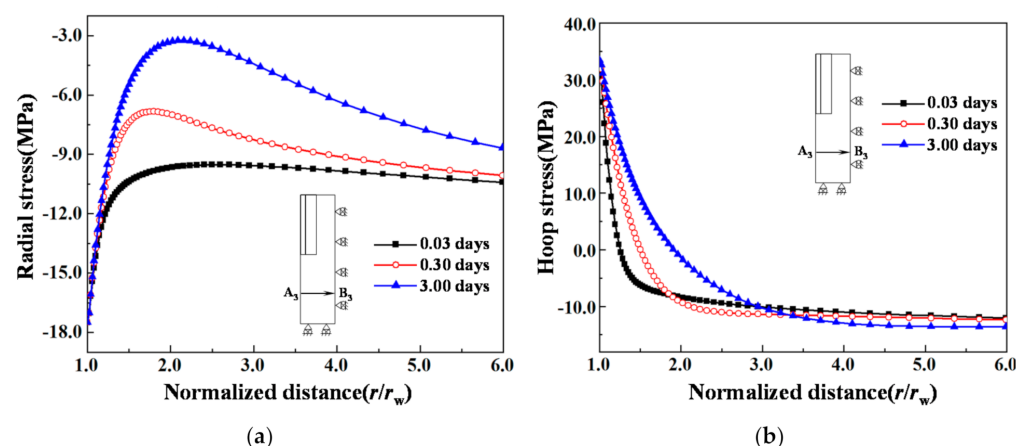 Radial stress(MPa)
-3.0
-6.0
-9.0
-12.0
-15.0
-18.0
A3
B3
0.03 days
0.30 days
3.00 days
1.0 2.0 3.0 4.0 5.0 6.0
Normalized distance(r/rw)
(a)
Hoop stress(MPa)
40.0
30.0
20.0
10.0
0.0
-10.0
A3
B3
0.03 days
0.30 days
3.00 days
1.0 2.0 3.0 4.0 5.0 6.0
Normalized distance(r/rw)
(b)